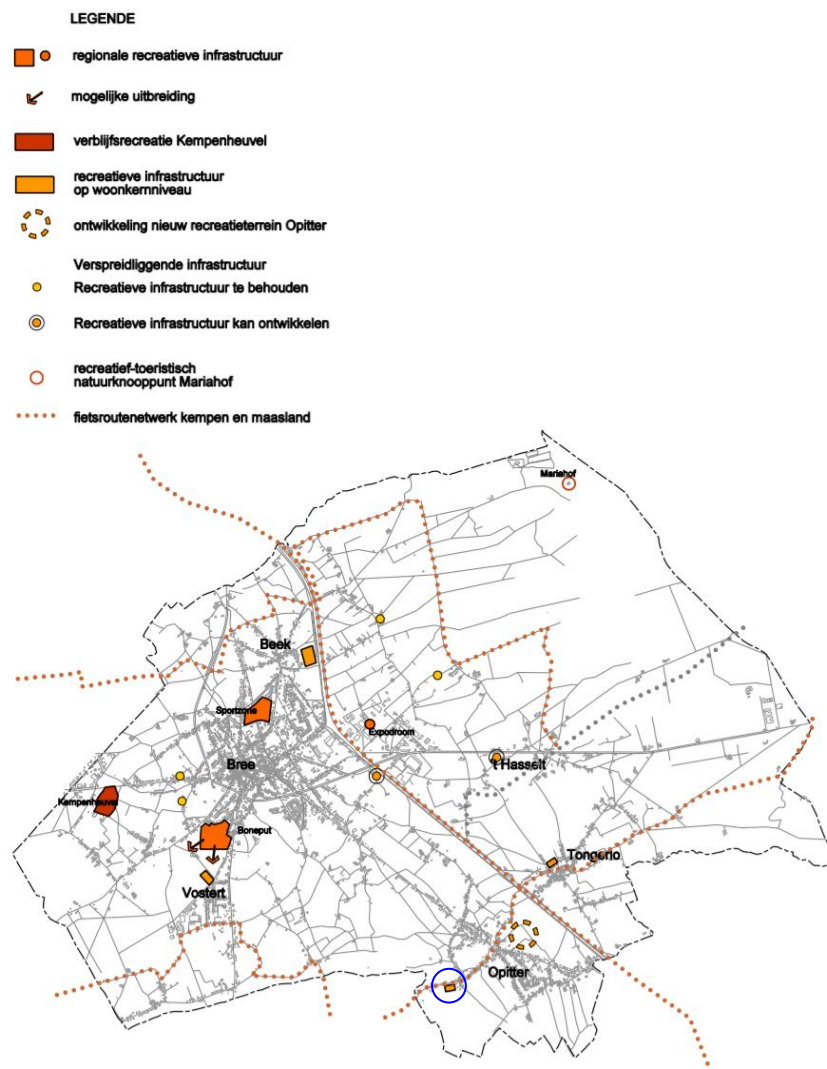 LEGENDE
regionale recreatieve infrastructuur
mogelijke uitbreiding
verblijfsrecreatie Kempenheuvel
recreatieve infrastructuur
op woonkernniveau
ontwikkeling nieuw recreatieterrein Opitter
Verspreidliggende infrastructuur
Recreatieve infrastructuur te behouden
Recreatieve infrastructuur kan ontwikkelen
recreatief-toeristisch
natuurknooppunt Mariahof
fietsroutenetwerk kempen en maasland
Mariahof
Beek
Sportzone
Expodroom
Bree
't Hasselt
Kempenheuvel
Boneput
Tongerlo
Vostert
Opitter